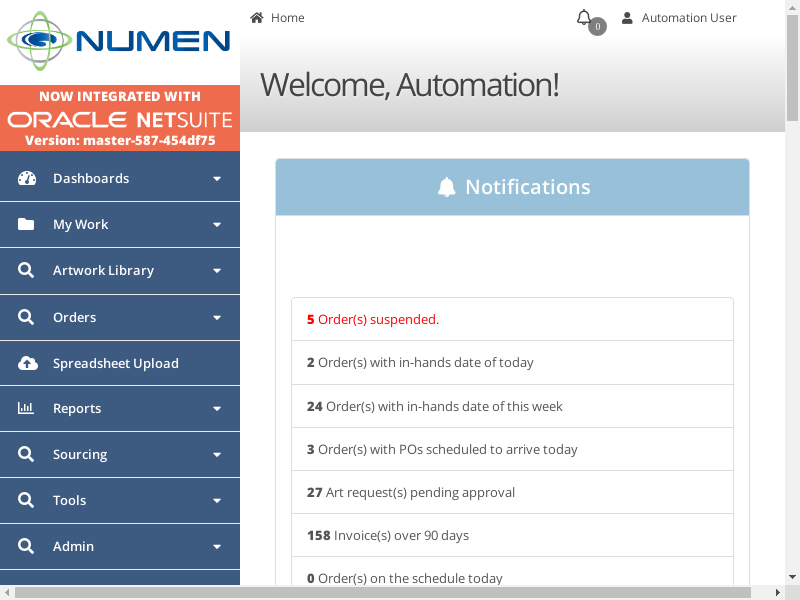 NUMEN
NOW INTEGRATED WITH
ORACLE NETSUITE
Version: master-587-454df75
Dashboards
My Work
Artwork Library
Orders
Spreadsheet Upload
Reports
Sourcing
Tools
Admin
Home
0
Automation User
Welcome, Automation!
Notifications
5 Order(s) suspended.
2 Order(s) with in-hands date of today
24 Order(s) with in-hands date of this week
3 Order(s) with POs scheduled to arrive today
27 Art request(s) pending approval
158 Invoice(s) over 90 days
0 Order(s) on the schedule today